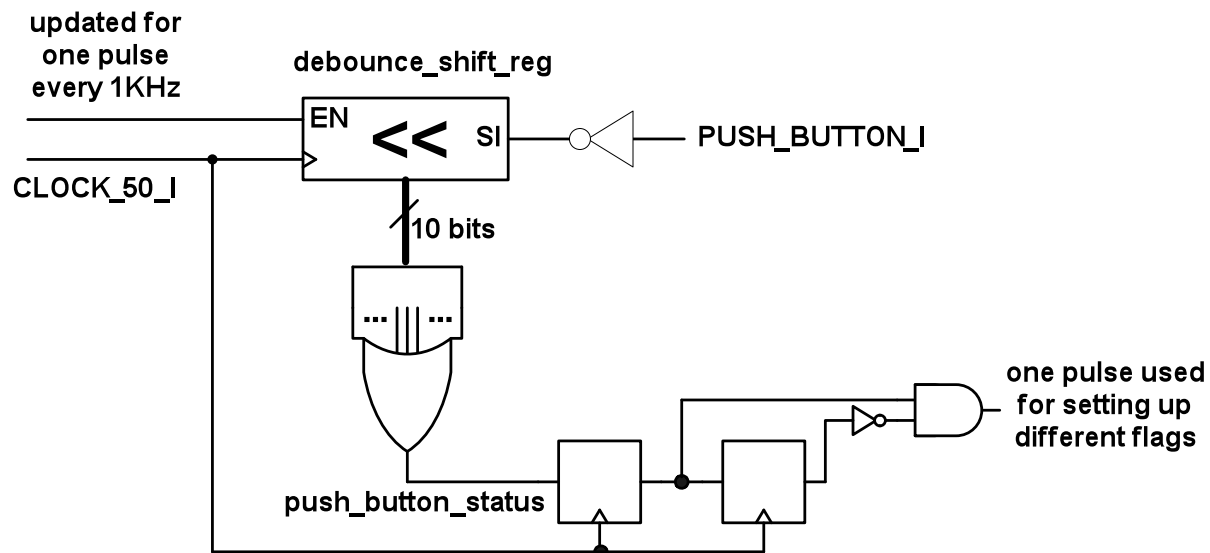 updated for
one pulse
every 1KHz
debounce_shift_reg
EN
<<
SI
PUSH_BUTTON_I
CLOCK_50_I
10 bits
... ...
push_button_status
one pulse used
for setting up
different flags